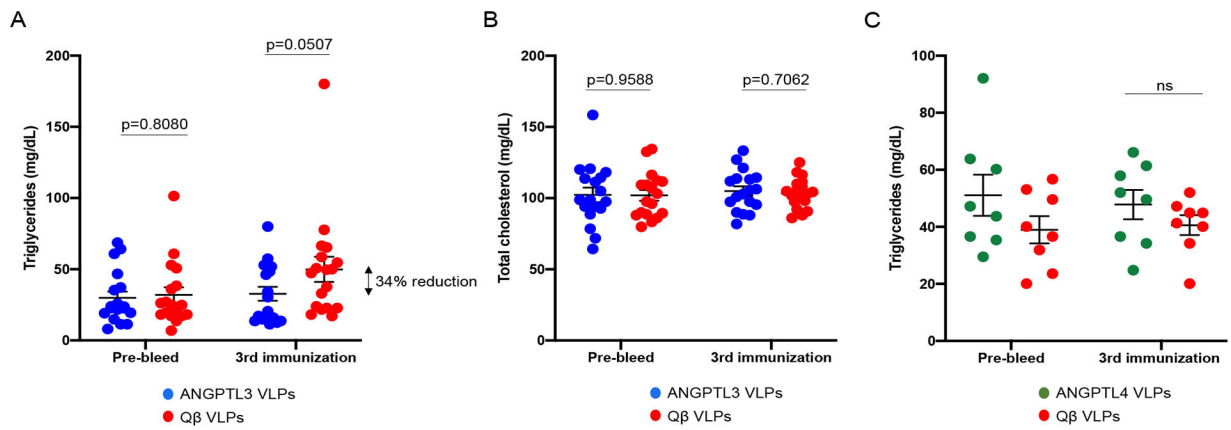 A
Triglycerides (mg/dL)
200
150
100
50
0
p=0.8080
p=0.0507
34% reduction
Pre-bleed
3rd immunization
ANGPTL3 VLPs
Qβ VLPs
B
Total cholesterol (mg/dL)
200
150
100
50
0
p=0.9588
p=0.7062
Pre-bleed
3rd immunization
ANGPTL3 VLPs
Qβ VLPs
C
Triglycerides (mg/dL)
100
80
60
40
20
0
ns
Pre-bleed
3rd immunization
ANGPTL4 VLPs
Qβ VLPs